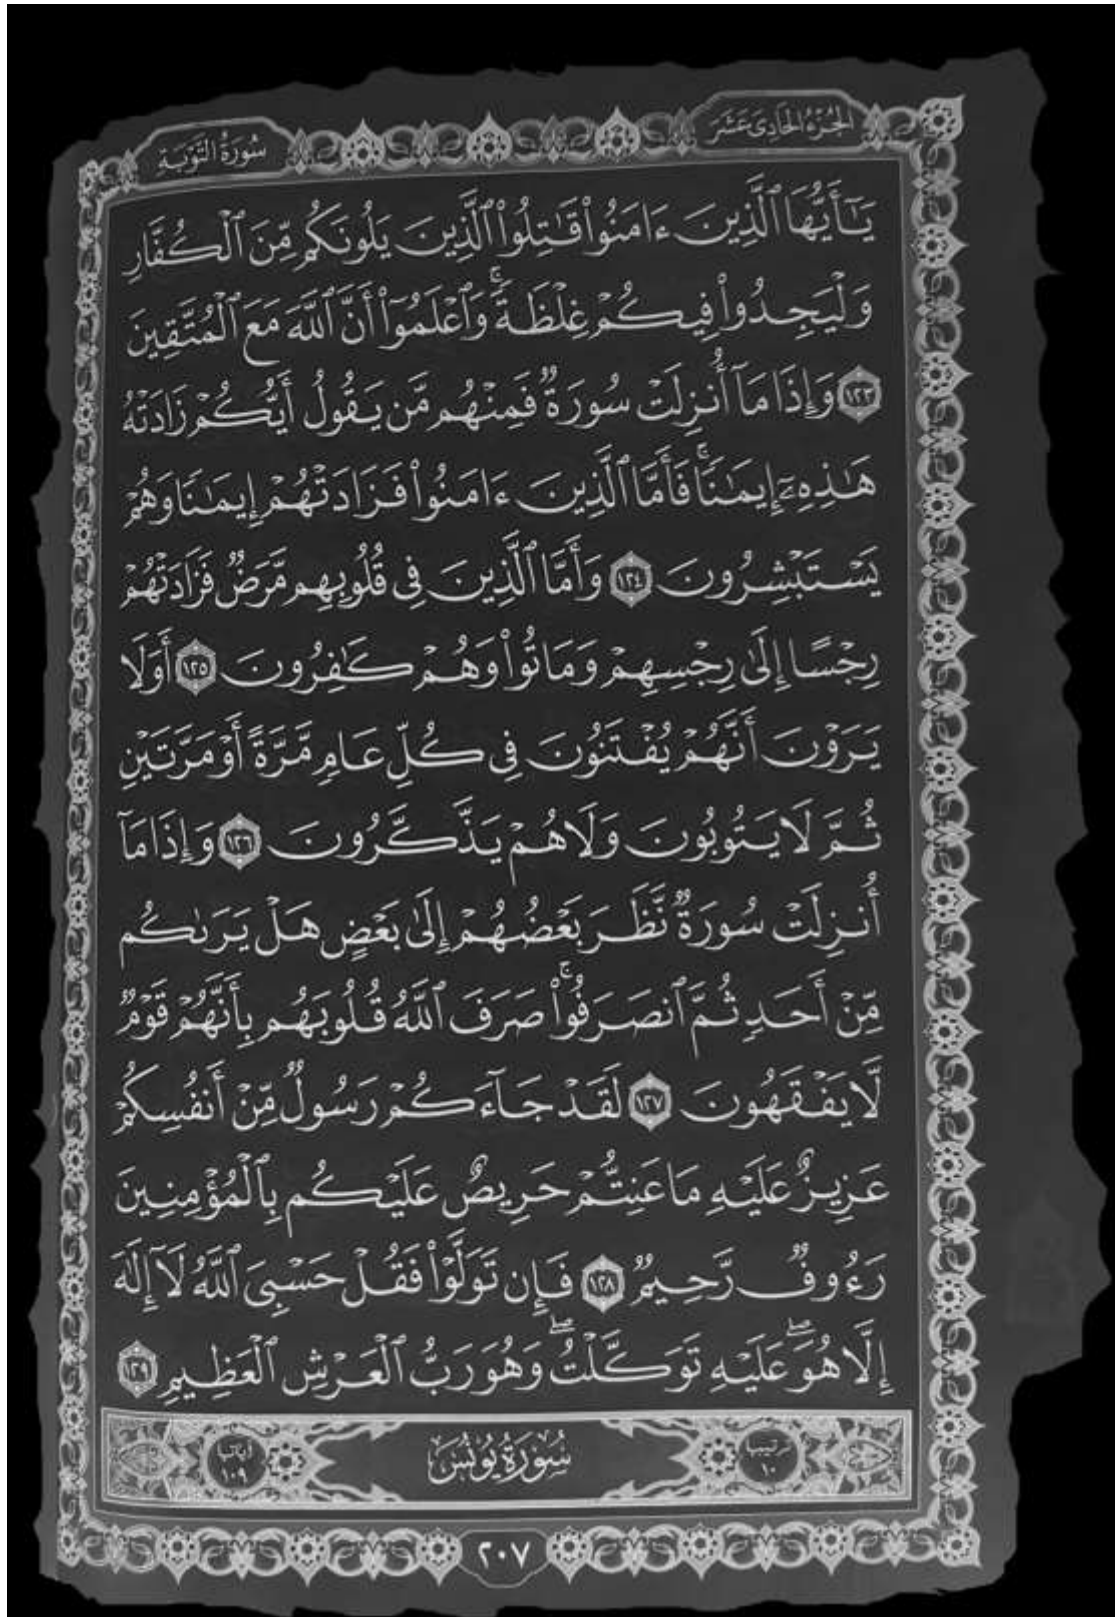 الجزء الحادي عشر
سورة التوبة
يَٰٓأَيُّهَا ٱلَّذِينَ ءَامَنُوا۟ قَٰتِلُوا۟ ٱلَّذِينَ يَلُونَكُم مِّنَ ٱلْكُفَّارِ
وَلْيَجِدُوا۟ فِيكُمْ غِلْظَةً ۚ وَٱعْلَمُوٓا۟ أَنَّ ٱللَّهَ مَعَ ٱلْمُتَّقِينَ
١٢٣ وَإِذَا مَآ أُنزِلَتْ سُورَةٌ فَمِنْهُم مَّن يَقُولُ أَيُّكُمْ زَادَتْهُ
هَٰذِهِۦٓ إِيمَٰنًا ۚ فَأَمَّا ٱلَّذِينَ ءَامَنُوا۟ فَزَادَتْهُمْ إِيمَٰنًا وَهُمْ
يَسْتَبْشِرُونَ ١٢٤ وَأَمَّا ٱلَّذِينَ فِى قُلُوبِهِم مَّرَضٌ فَزَادَتْهُمْ
رِجْسًا إِلَىٰ رِجْسِهِمْ وَمَاتُوا۟ وَهُمْ كَٰفِرُونَ ١٢٥ أَوَلَا
يَرَوْنَ أَنَّهُمْ يُفْتَنُونَ فِى كُلِّ عَامٍ مَّرَّةً أَوْ مَرَّتَيْنِ
ثُمَّ لَا يَتُوبُونَ وَلَا هُمْ يَذَّكَّرُونَ ١٢٦ وَإِذَا مَآ
أُنزِلَتْ سُورَةٌ نَّظَرَ بَعْضُهُمْ إِلَىٰ بَعْضٍ هَلْ يَرَىٰكُم
مِّنْ أَحَدٍ ثُمَّ ٱنصَرَفُوا۟ ۚ صَرَفَ ٱللَّهُ قُلُوبَهُم بِأَنَّهُمْ قَوْمٌ
لَّا يَفْقَهُونَ ١٢٧ لَقَدْ جَآءَكُمْ رَسُولٌ مِّنْ أَنفُسِكُمْ
عَزِيزٌ عَلَيْهِ مَا عَنِتُّمْ حَرِيصٌ عَلَيْكُم بِٱلْمُؤْمِنِينَ
رَءُوفٌ رَّحِيمٌ ١٢٨ فَإِن تَوَلَّوْا۟ فَقُلْ حَسْبِىَ ٱللَّهُ لَآ إِلَٰهَ
إِلَّا هُوَ ۖ عَلَيْهِ تَوَكَّلْتُ ۖ وَهُوَ رَبُّ ٱلْعَرْشِ ٱلْعَظِيمِ ١٢٩
ترتيبها ١٠
سُورَةُ يُونُسَ
آياتها ١٠٩
٢٠٧